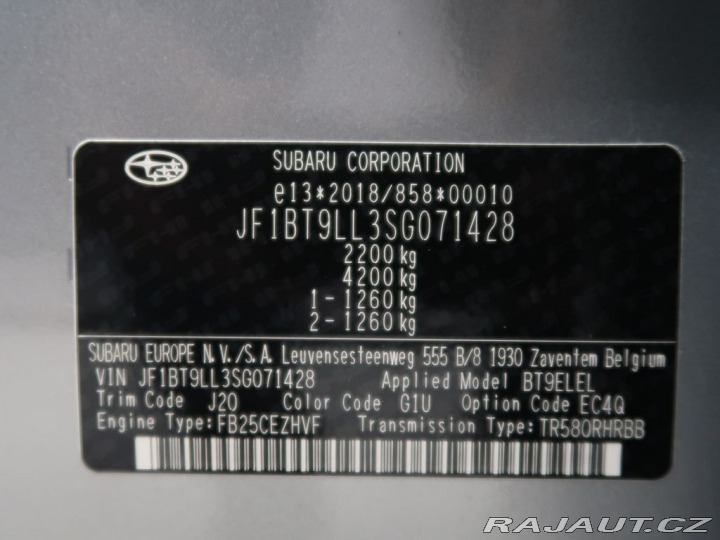 SUBARU CORPORATION
e13*2018/858*00010
JF1BT9LL3SG071428
2200 kg
4200 kg
1 - 1260 kg
2 - 1260 kg
SUBARU EUROPE N.V./S.A. Leuvensesteenweg 555 B/8 1930 Zaventem Belgium
VIN JF1BT9LL3SG071428 Applied Model BT9ELEL
Trim Code J20 Color Code G1U Option Code EC4Q
Engine Type:FB25CEZHVF Transmission Type:TR580RHRBB
RAJAUT.CZ